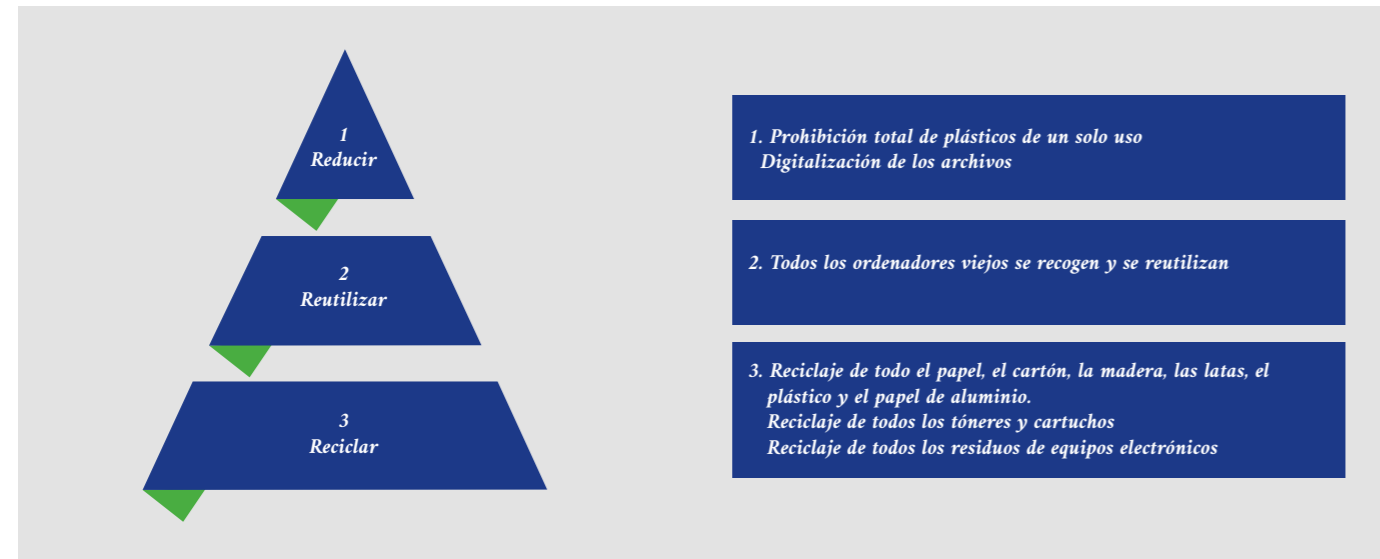 1
Reducir
2
Reutilizar
3
Reciclar
1. Prohibición total de plásticos de un solo uso
Digitalización de los archivos
2. Todos los ordenadores viejos se recogen y se reutilizan
3. Reciclaje de todo el papel, el cartón, la madera, las latas, el
plástico y el papel de aluminio.
Reciclaje de todos los tóneres y cartuchos
Reciclaje de todos los residuos de equipos electrónicos